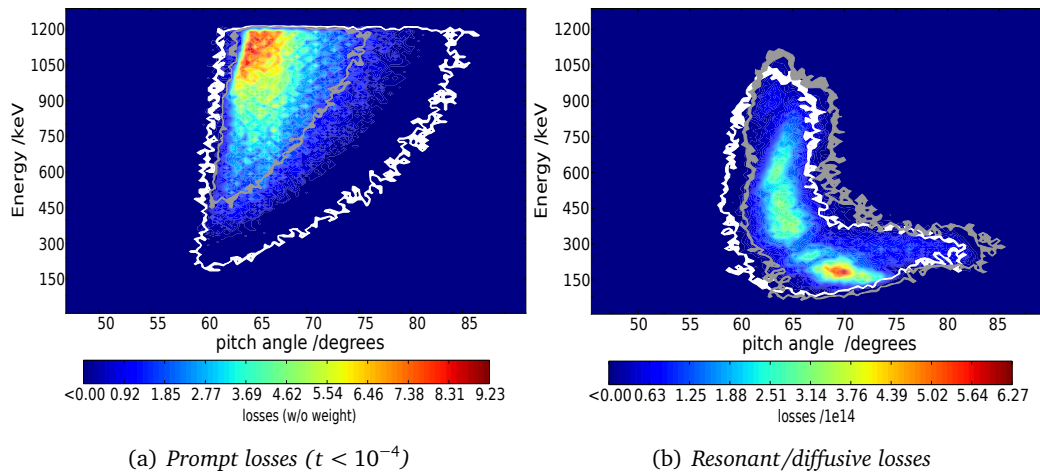 1200
1050
900
750
600
450
300
150
Energy /keV
50 55 60 65 70 75 80 85
pitch angle /degrees
<0.00 0.92 1.85 2.77 3.69 4.62 5.54 6.46 7.38 8.31 9.23
losses (w/o weight)
(a) Prompt losses (t < 10⁻⁴)
1200
1050
900
750
600
450
300
150
Energy /keV
50 55 60 65 70 75 80 85
pitch angle /degrees
<0.00 0.63 1.25 1.88 2.51 3.14 3.76 4.39 5.02 5.64 6.27
losses /1e14
(b) Resonant/diffusive losses